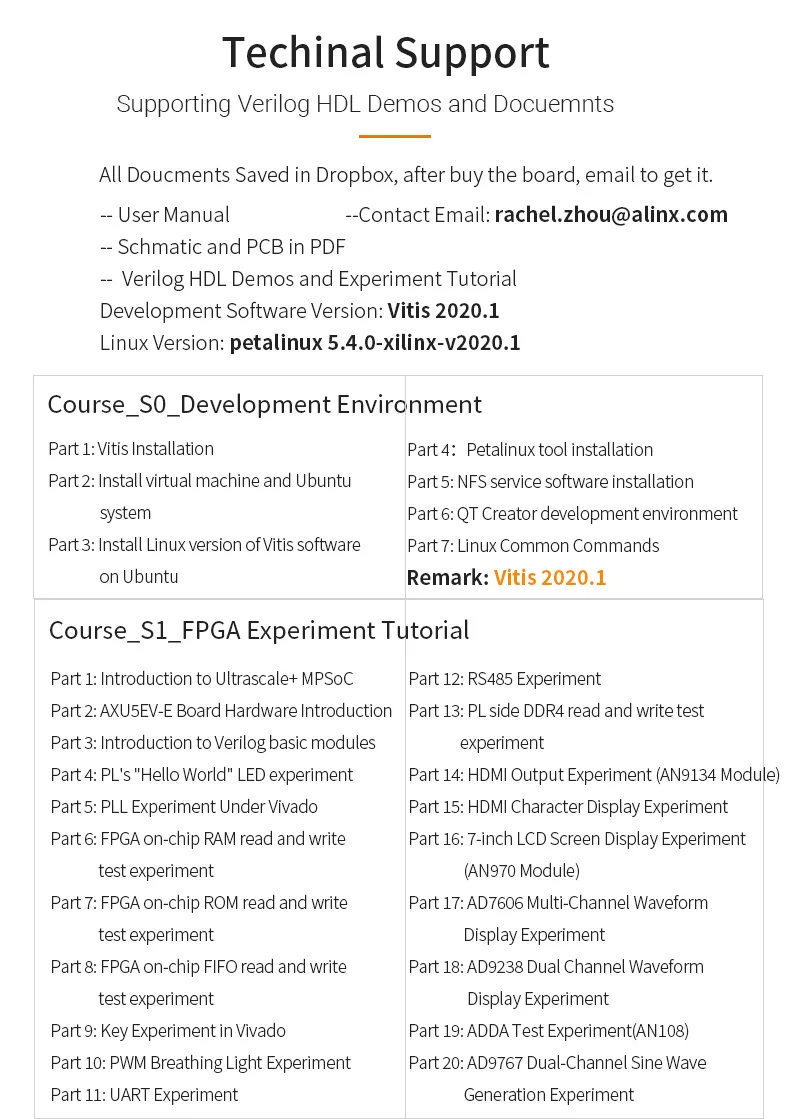 Techinal Support
Supporting Verilog HDL Demos and Docuemnts
All Doucments Saved in Dropbox, after buy the board, email to get it.
-- User Manual --Contact Email: rachel.zhou@alinx.com
-- Schmatic and PCB in PDF
-- Verilog HDL Demos and Experiment Tutorial
Development Software Version: Vitis 2020.1
Linux Version: petalinux 5.4.0-xilinx-v2020.1
Course_S0_Development Environment
Part 1: Vitis Installation
Part 2: Install virtual machine and Ubuntu
system
Part 3: Install Linux version of Vitis software
on Ubuntu
Part 4：Petalinux tool installation
Part 5: NFS service software installation
Part 6: QT Creator development environment
Part 7: Linux Common Commands
Remark: Vitis 2020.1
Course_S1_FPGA Experiment Tutorial
Part 1: Introduction to Ultrascale+ MPSoC
Part 2: AXU5EV-E Board Hardware Introduction
Part 3: Introduction to Verilog basic modules
Part 4: PL's "Hello World" LED experiment
Part 5: PLL Experiment Under Vivado
Part 6: FPGA on-chip RAM read and write
test experiment
Part 7: FPGA on-chip ROM read and write
test experiment
Part 8: FPGA on-chip FIFO read and write
test experiment
Part 9: Key Experiment in Vivado
Part 10: PWM Breathing Light Experiment
Part 11: UART Experiment
Part 12: RS485 Experiment
Part 13: PL side DDR4 read and write test
experiment
Part 14: HDMI Output Experiment (AN9134 Module)
Part 15: HDMI Character Display Experiment
Part 16: 7-inch LCD Screen Display Experiment
(AN970 Module)
Part 17: AD7606 Multi-Channel Waveform
Display Experiment
Part 18: AD9238 Dual Channel Waveform
Display Experiment
Part 19: ADDA Test Experiment(AN108)
Part 20: AD9767 Dual-Channel Sine Wave
Generation Experiment